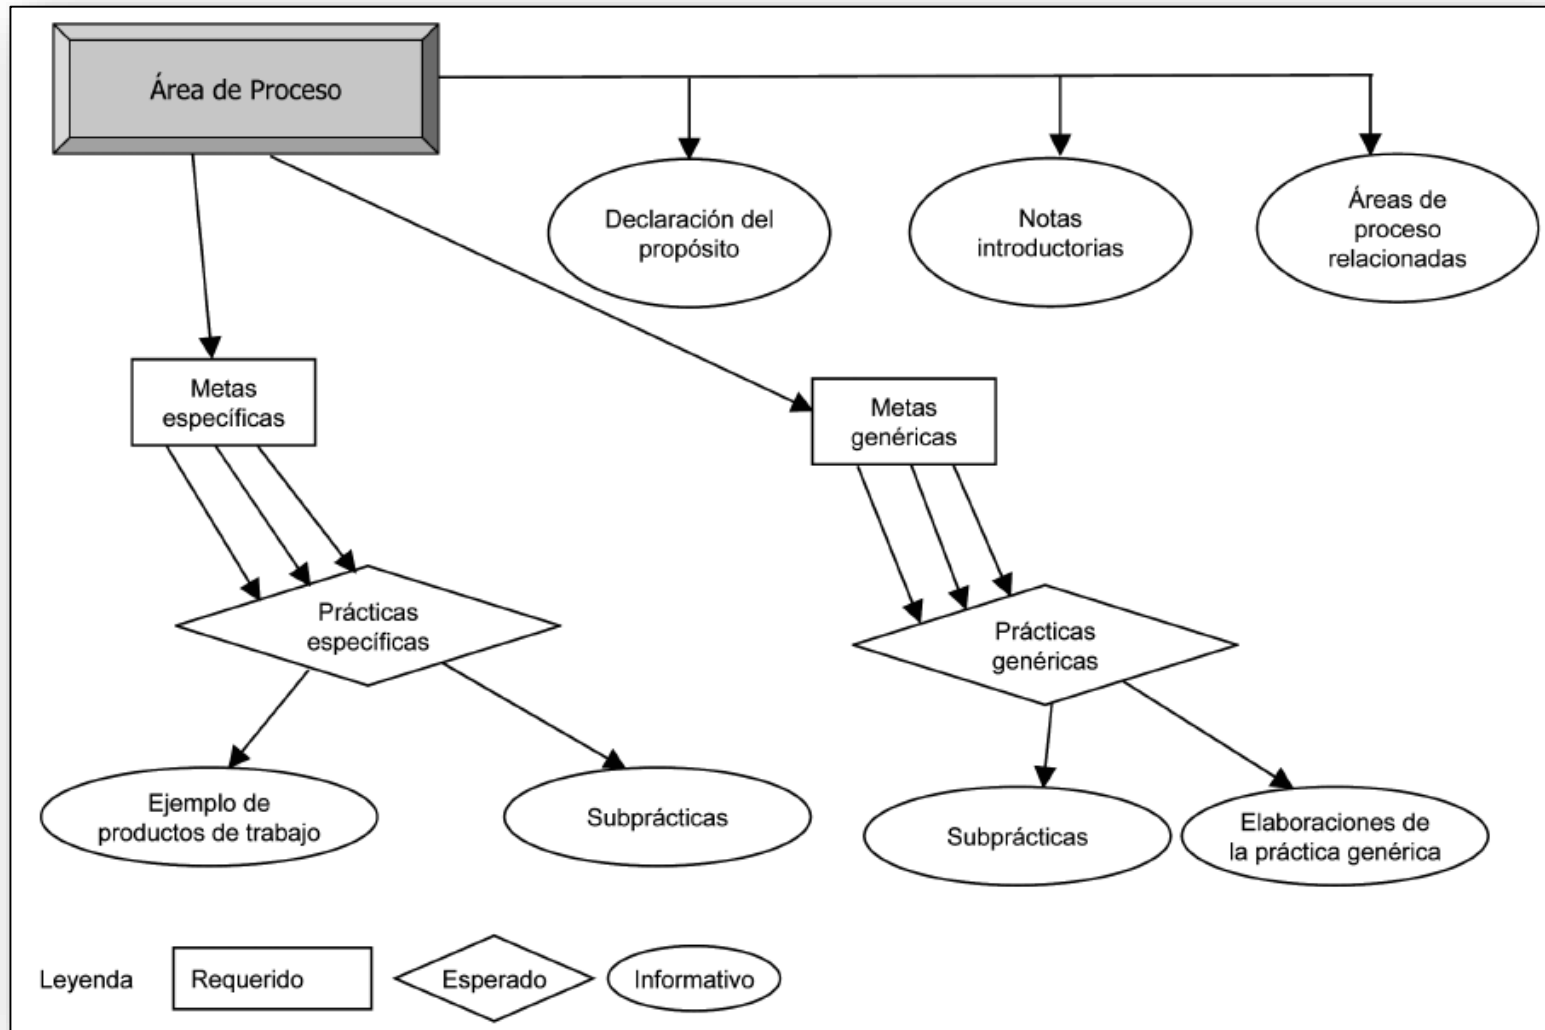 Área de Proceso
Declaración del
propósito
Notas
introductorias
Áreas de
proceso
relacionadas
Metas
específicas
Metas
genéricas
Prácticas
específicas
Prácticas
genéricas
Ejemplo de
productos de trabajo
Subprácticas
Subprácticas
Elaboraciones de
la práctica genérica
Leyenda
Requerido
Esperado
Informativo